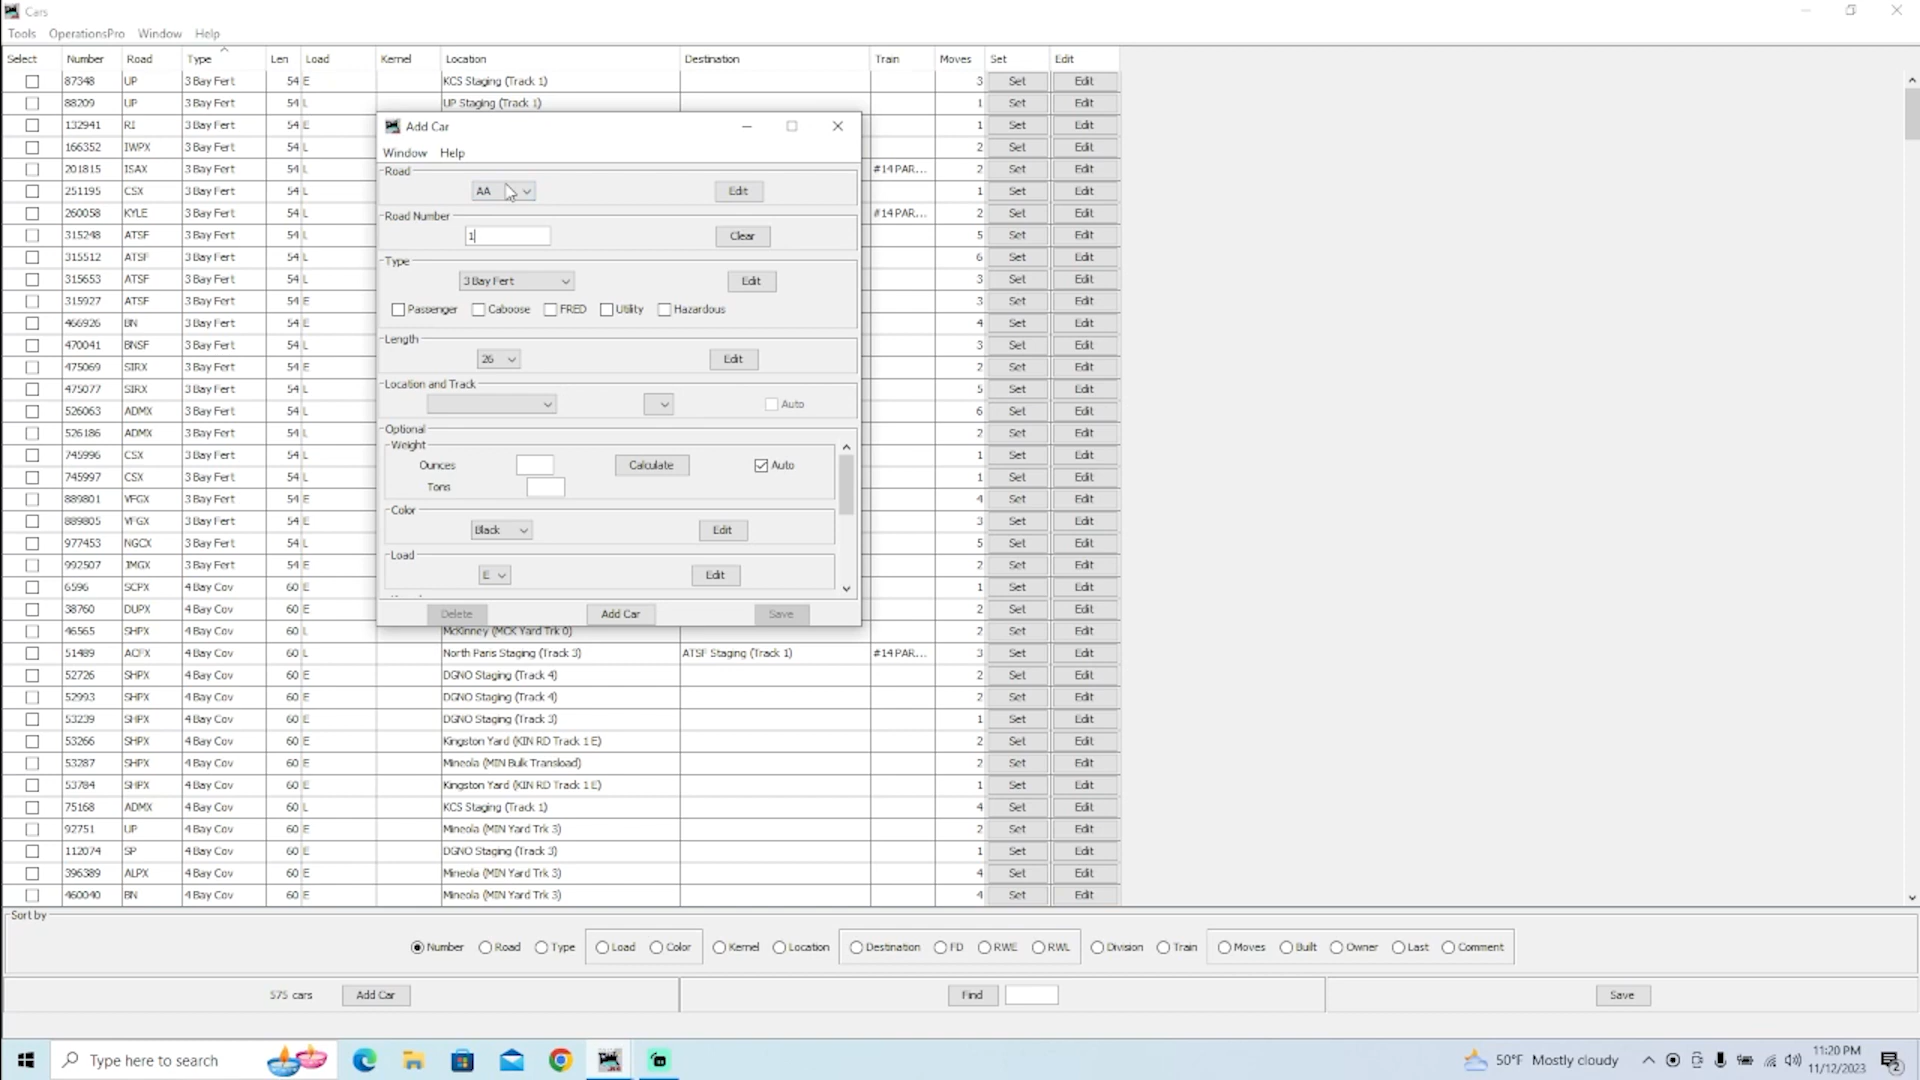 Cars
Tools OperationsPro Window Help
Select Number Road Type Len Load Kernel Location Destination Train Moves Set Edit
87348 UP 3 Bay Fert 54 E KCS Staging (Track 1) 3 Set Edit
88209 UP 3 Bay Fert 54 L UP Staging (Track 1) 1 Set Edit
132941 RI 3 Bay Fert 54 E 1 Set Edit
166352 IWPX 3 Bay Fert 54 L 2 Set Edit
201815 ISAX 3 Bay Fert 54 L #14 PAR... 2 Set Edit
251195 CSX 3 Bay Fert 54 L 1 Set Edit
260058 KYLE 3 Bay Fert 54 L #14 PAR... 2 Set Edit
315248 ATSF 3 Bay Fert 54 L 5 Set Edit
315512 ATSF 3 Bay Fert 54 L 6 Set Edit
315653 ATSF 3 Bay Fert 54 L 3 Set Edit
315927 ATSF 3 Bay Fert 54 E 3 Set Edit
466926 BN 3 Bay Fert 54 E 4 Set Edit
470041 BNSF 3 Bay Fert 54 L 3 Set Edit
475069 SIRX 3 Bay Fert 54 E 2 Set Edit
475077 SIRX 3 Bay Fert 54 L 5 Set Edit
526063 ADMX 3 Bay Fert 54 L 6 Set Edit
526186 ADMX 3 Bay Fert 54 L 2 Set Edit
745996 CSX 3 Bay Fert 54 L 1 Set Edit
745997 CSX 3 Bay Fert 54 L 1 Set Edit
889801 VFGX 3 Bay Fert 54 E 4 Set Edit
889805 VFGX 3 Bay Fert 54 E 3 Set Edit
977453 NGCX 3 Bay Fert 54 L 5 Set Edit
992507 IMGX 3 Bay Fert 54 E 2 Set Edit
6596 SCPX 4 Bay Cov 60 E 1 Set Edit
38760 DUPX 4 Bay Cov 60 E 2 Set Edit
46565 SHPX 4 Bay Cov 60 L McKinney (MCK Yard Trk 0) 2 Set Edit
51489 ACFX 4 Bay Cov 60 L North Paris Staging (Track 3) ATSF Staging (Track 1) #14 PAR... 3 Set Edit
52726 SHPX 4 Bay Cov 60 E DGNO Staging (Track 4) 2 Set Edit
52993 SHPX 4 Bay Cov 60 E DGNO Staging (Track 4) 2 Set Edit
53239 SHPX 4 Bay Cov 60 E DGNO Staging (Track 3) 1 Set Edit
53266 SHPX 4 Bay Cov 60 E Kingston Yard (KIN RD Track 1 E) 2 Set Edit
53287 SHPX 4 Bay Cov 60 E Mineola (MIN Bulk Transload) 2 Set Edit
53784 SHPX 4 Bay Cov 60 E Kingston Yard (KIN RD Track 1 E) 1 Set Edit
75168 ADMX 4 Bay Cov 60 L KCS Staging (Track 1) 4 Set Edit
92751 UP 4 Bay Cov 60 E Mineola (MIN Yard Trk 3) 2 Set Edit
112074 SP 4 Bay Cov 60 E DGNO Staging (Track 3) 1 Set Edit
396389 ALPX 4 Bay Cov 60 E Mineola (MIN Yard Trk 3) 4 Set Edit
460040 BN 4 Bay Cov 60 E Mineola (MIN Yard Trk 3) 4 Set Edit
Add Car
Window Help
Road
AA Edit
Road Number
1 Clear
Type
3 Bay Fert Edit
Passenger Caboose FRED Utility Hazardous
Length
26 Edit
Location and Track
Auto
Optional
Weight
Ounces Calculate Auto
Tons
Color
Black Edit
Load
E Edit
Delete Add Car Save
Sort by
Number Road Type Load Color Kernel Location Destination FD RWE RWL Division Train Moves Built Owner Last Comment
575 cars Add Car Find Save
Type here to search 50°F Mostly cloudy 11:20 PM
11/12/2023 2